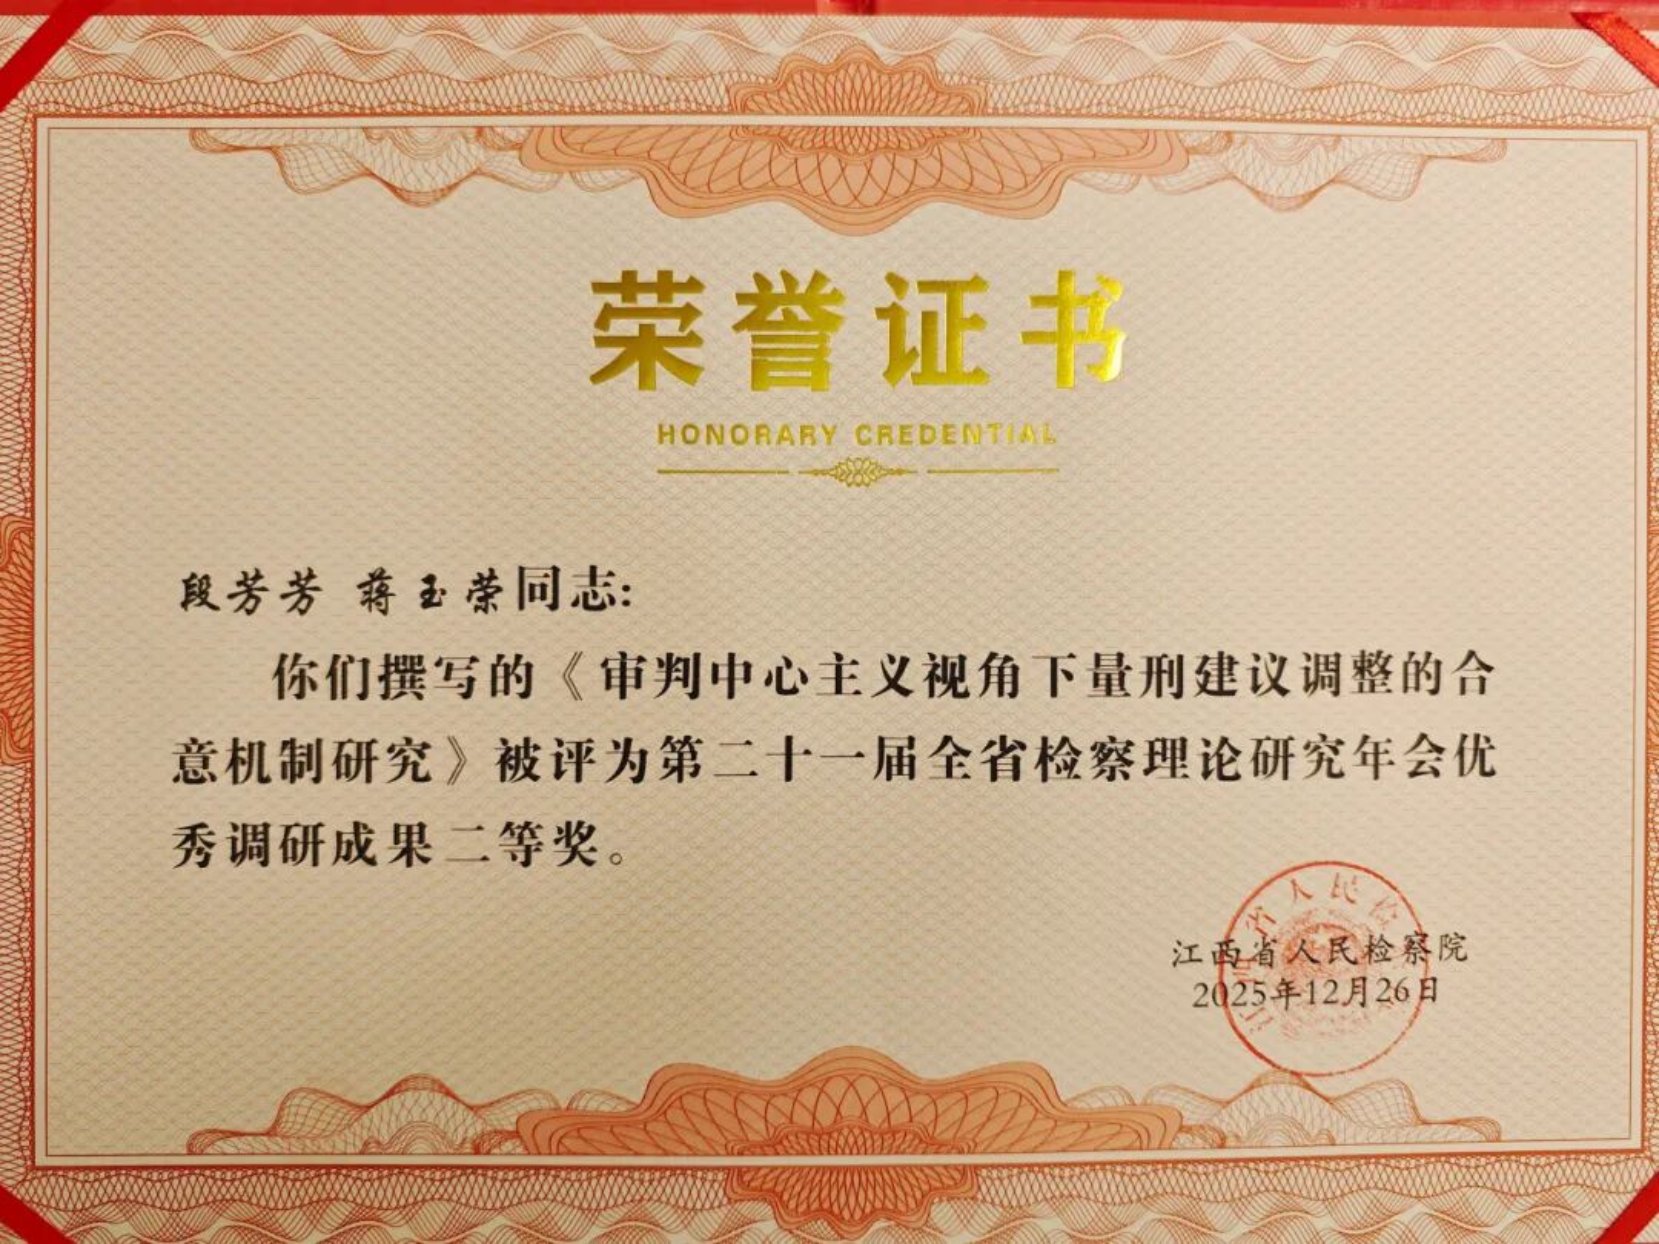 荣誉证书
HONORARY CREDENTIAL
段芳芳 蒋玉荣同志:
你们撰写的《审判中心主义视角下量刑建议调整的合
意机制研究》被评为第二十一届全省检察理论研究年会优
秀调研成果二等奖。
江西省人民检察院
2025年12月26日